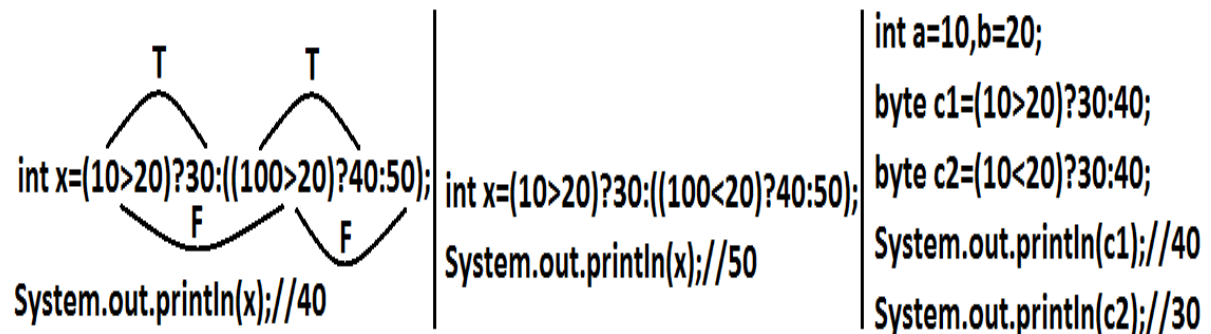 T T
int x=(10>20)?30:((100>20)?40:50);
F F
System.out.println(x);//40
int x=(10>20)?30:((100<20)?40:50);
System.out.println(x);//50
int a=10,b=20;
byte c1=(10>20)?30:40;
byte c2=(10<20)?30:40;
System.out.println(c1);//40
System.out.println(c2);//30